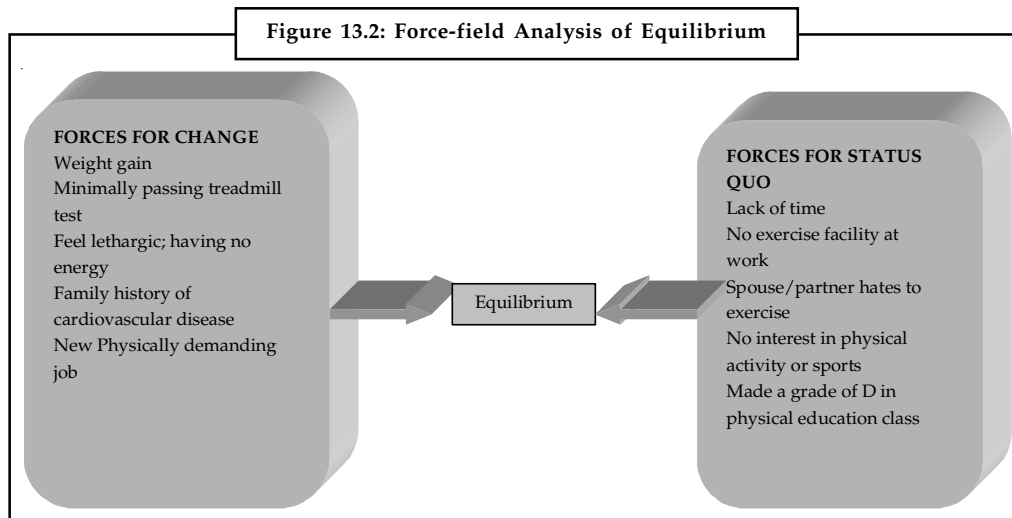 Figure 13.2: Force-field Analysis of Equilibrium
FORCES FOR CHANGE
Weight gain
Minimally passing treadmill
test
Feel lethargic; having no
energy
Family history of
cardiovascular disease
New Physically demanding
job
Equilibrium
FORCES FOR STATUS
QUO
Lack of time
No exercise facility at
work
Spouse/partner hates to
exercise
No interest in physical
activity or sports
Made a grade of D in
physical education class